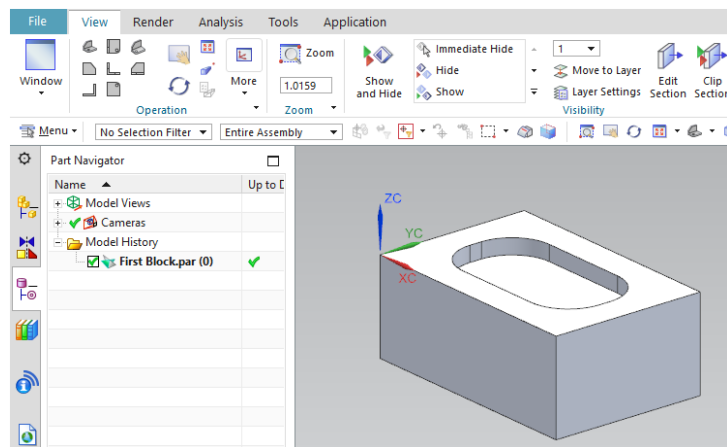 File View Render Analysis Tools Application
Window
More
Operation
Zoom
1.0159
Zoom
Show and Hide
Immediate Hide
Hide
Show
1
Move to Layer
Layer Settings
Visibility
Edit Section
Clip Section
Menu No Selection Filter Entire Assembly
Part Navigator
Name Up to D
Model Views
Cameras
Model History
First Block.par (0)
ZC
YC
XC